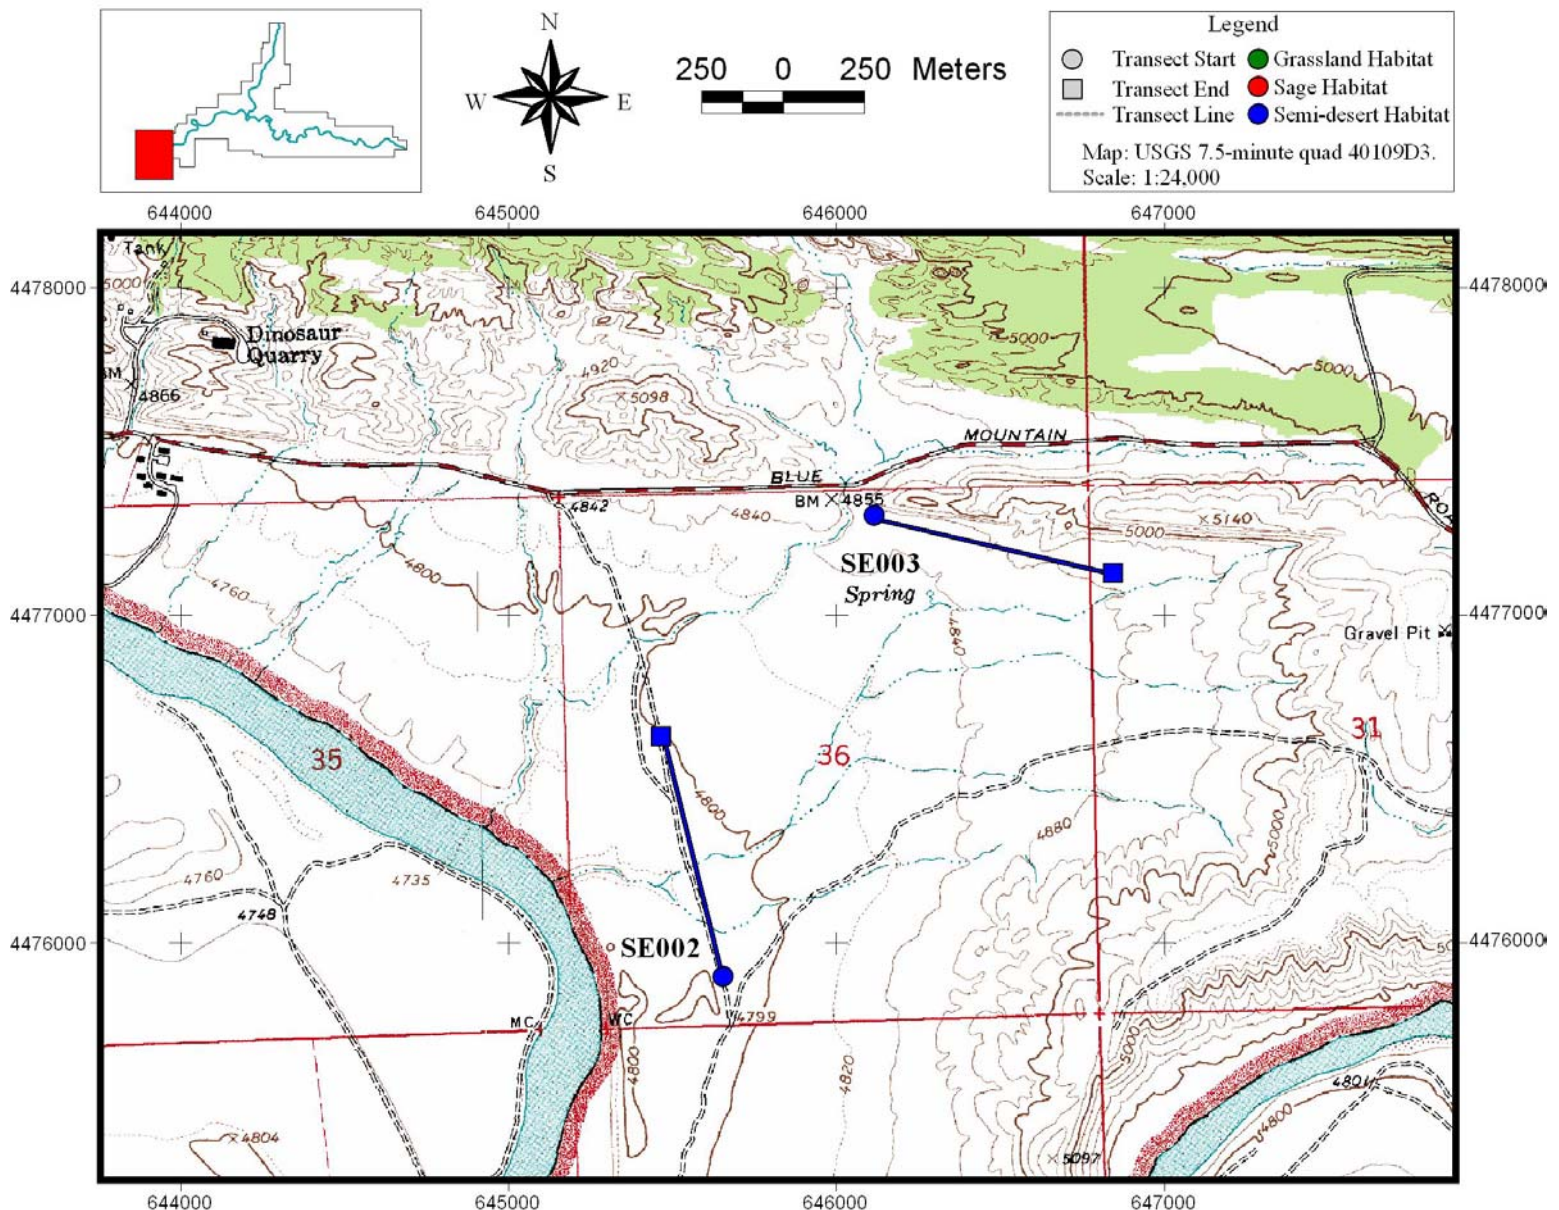 N
W E
S
250 0 250 Meters
Legend
Transect Start Grassland Habitat
Transect End Sage Habitat
Transect Line Semi-desert Habitat
Map: USGS 7.5-minute quad 40109D3.
Scale: 1:24,000
644000 645000 646000 647000
Tank
5000
4478000 4478000
Dinosaur
Quarry
5000
4920
5000
4866
5098
MOUNTAIN
BLUE
BM 4855
4842
4840
5140
5000
SE003
Spring
4800
4760
4477000 4477000
4840
Gravel Pit
35
36
31
4800
4880
5000
4760
4735
4748
4476000 4476000
SE002
MC
WC
4799
4800
4820
5000
4801
4800
4804
5097
644000 645000 646000 647000